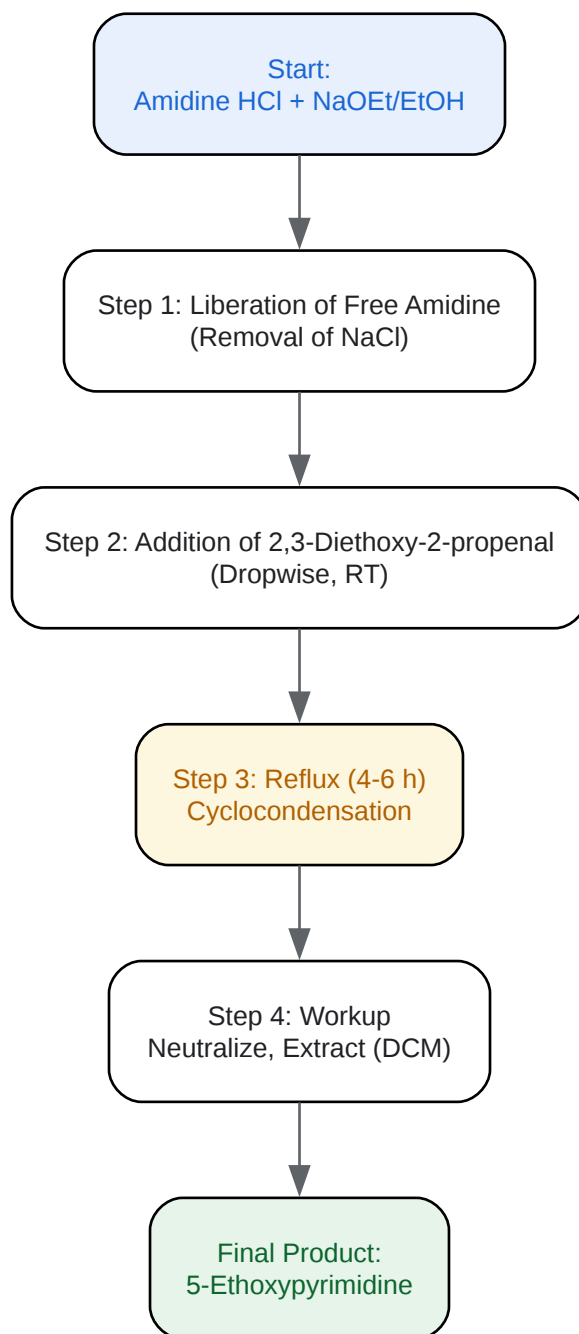 Start:
Amidine HCl + NaOEt/EtOH
Step 1: Liberation of Free Amidine
(Removal of NaCl)
Step 2: Addition of 2,3-Diethoxy-2-propenal
(Dropwise, RT)
Step 3: Reflux (4-6 h)
Cyclocondensation
Step 4: Workup
Neutralize, Extract (DCM)
Final Product:
5-Ethoxypyrimidine